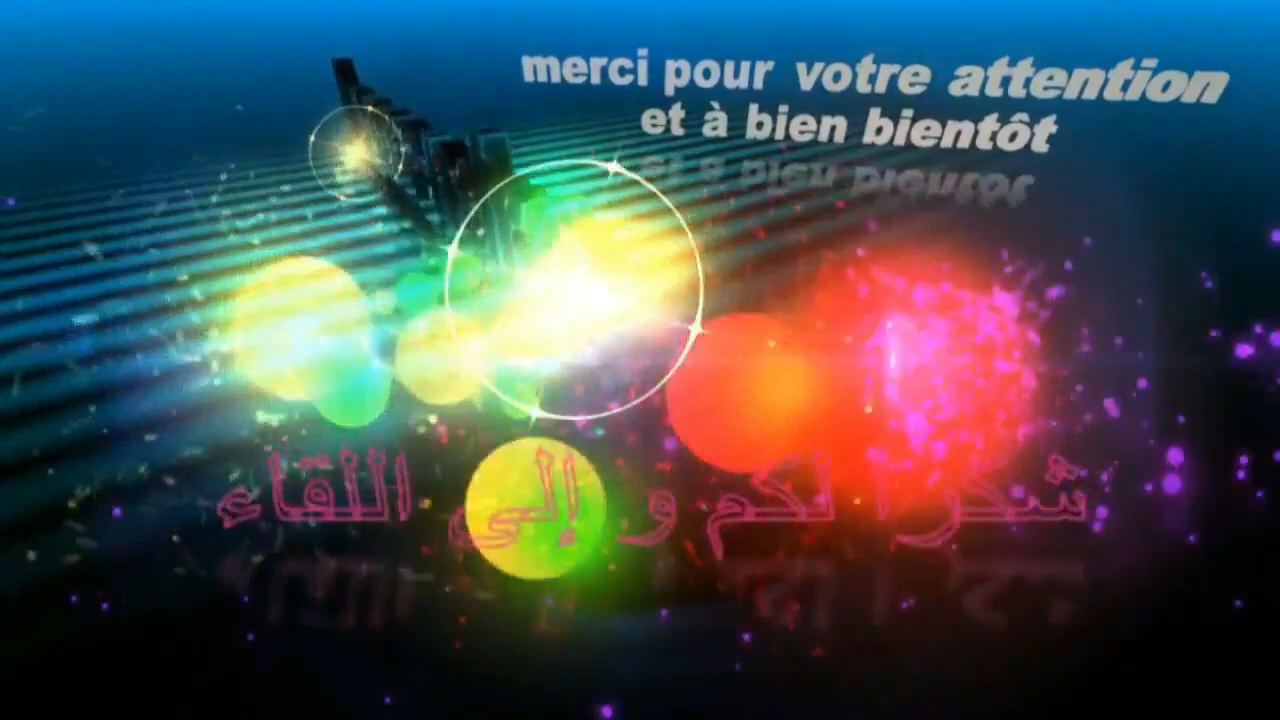 merci pour votre attention
et à bien bientôt
شكرا لكم و إلى اللقاء